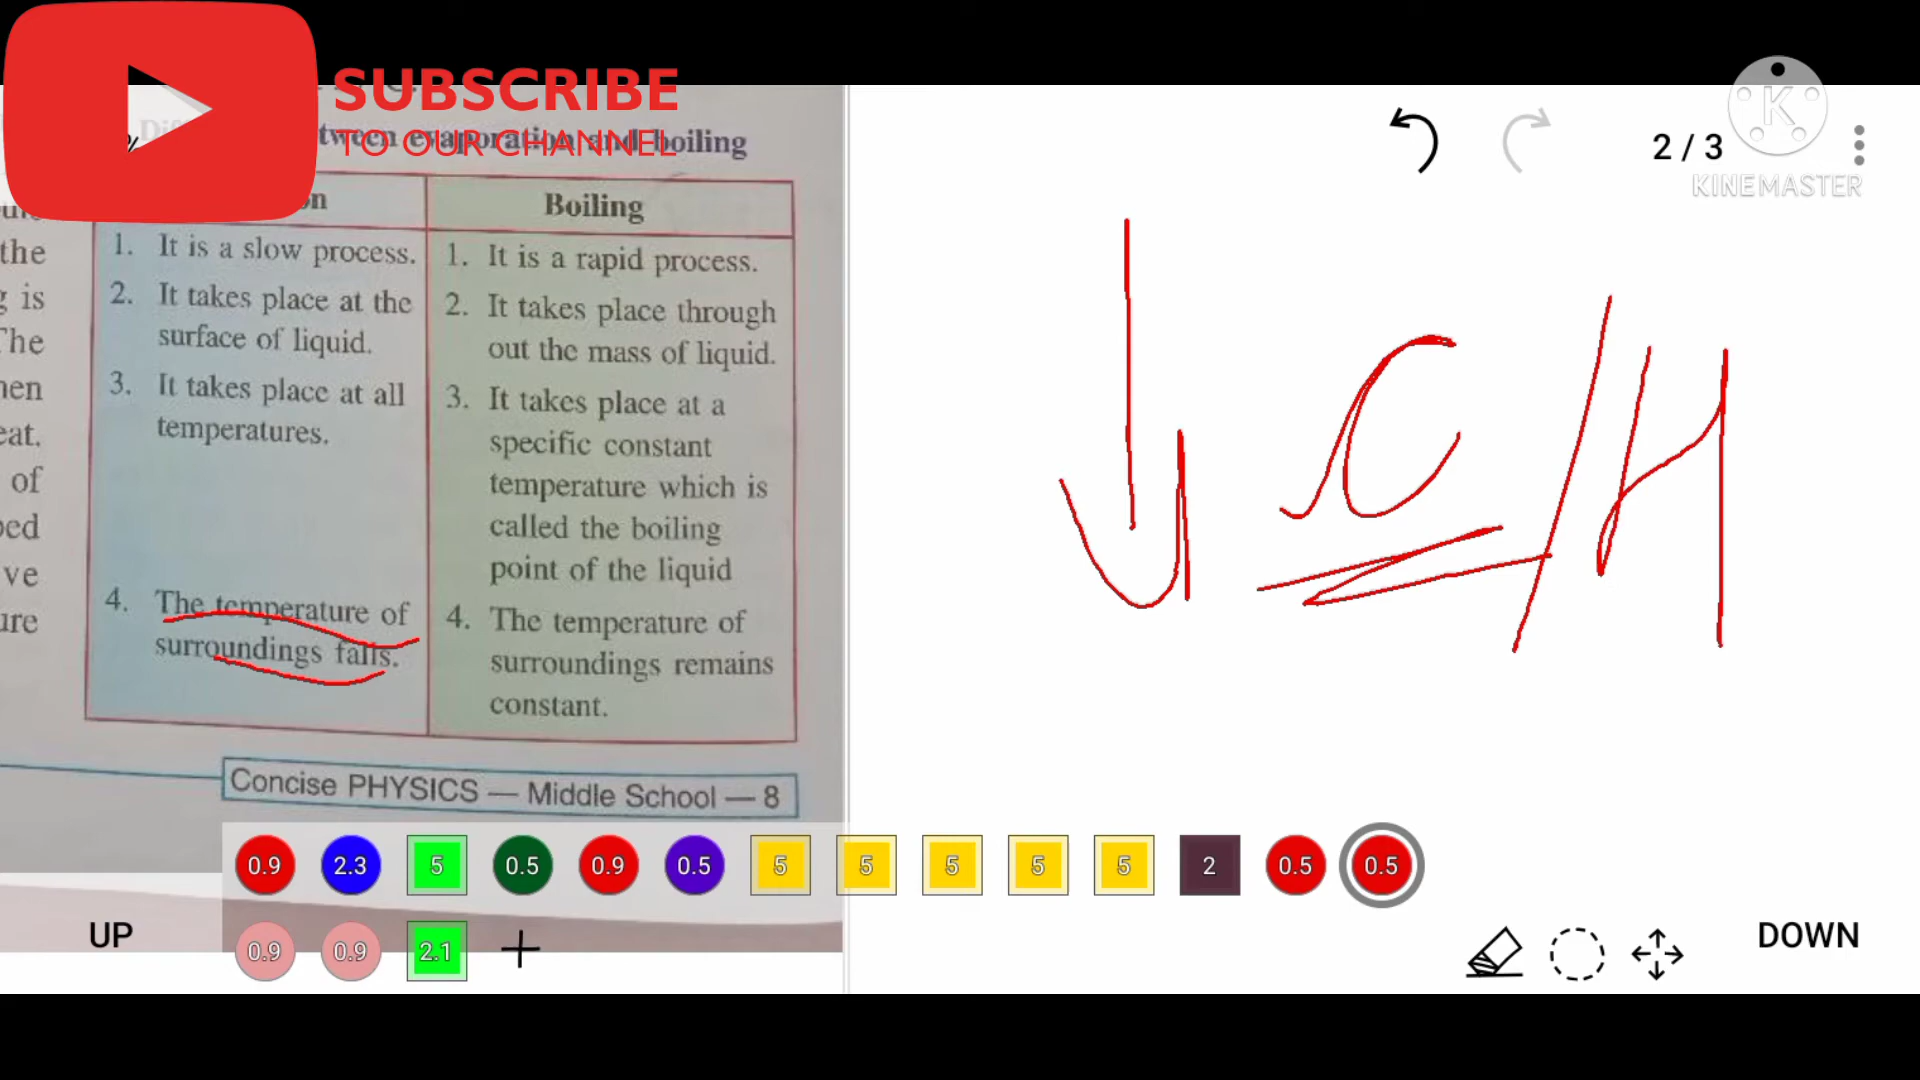 SUBSCRIBE
TO OUR CHANNEL
tween evaporation and boiling
2 / 3
KINEMASTER
Boiling
1. It is a slow process.
2. It takes place at the
surface of liquid.
3. It takes place at all
temperatures.
4. The temperature of
surroundings falls.
1. It is a rapid process.
2. It takes place through
out the mass of liquid.
3. It takes place at a
specific constant
temperature which is
called the boiling
point of the liquid
4. The temperature of
surroundings remains
constant.
the
g is
The
eat.
of
ve
C/H
Concise PHYSICS — Middle School — 8
0.9 2.3 5 0.5 0.9 0.5 5 5 5 5 5 2 0.5 0.5
UP
0.9 0.9 2.1 +
DOWN